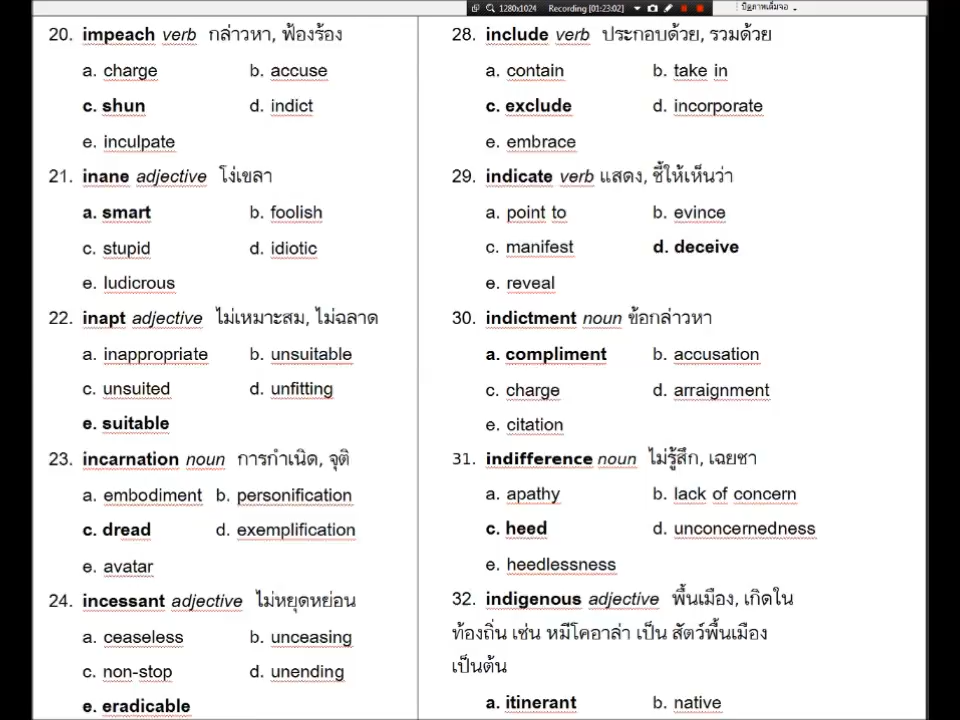 1280x1024 Recording [01:23:02]
20. impeach verb กล่าวหา, ฟ้องร้อง
a. charge b. accuse
c. shun d. indict
e. inculpate
21. inane adjective โง่เขลา
a. smart b. foolish
c. stupid d. idiotic
e. ludicrous
22. inapt adjective ไม่เหมาะสม, ไม่ฉลาด
a. inappropriate b. unsuitable
c. unsuited d. unfitting
e. suitable
23. incarnation noun การกำเนิด, จุติ
a. embodiment b. personification
c. dread d. exemplification
e. avatar
24. incessant adjective ไม่หยุดหย่อน
a. ceaseless b. unceasing
c. non-stop d. unending
e. eradicable
28. include verb ประกอบด้วย, รวมด้วย
a. contain b. take in
c. exclude d. incorporate
e. embrace
29. indicate verb แสดง, ชี้ให้เห็นว่า
a. point to b. evince
c. manifest d. deceive
e. reveal
30. indictment noun ข้อกล่าวหา
a. compliment b. accusation
c. charge d. arraignment
e. citation
31. indifference noun ไม่รู้สึก, เฉยชา
a. apathy b. lack of concern
c. heed d. unconcernedness
e. heedlessness
32. indigenous adjective พื้นเมือง, เกิดใน
ท้องถิ่น เช่น หมีโคอาล่า เป็น สัตว์พื้นเมือง
เป็นต้น
a. itinerant b. native